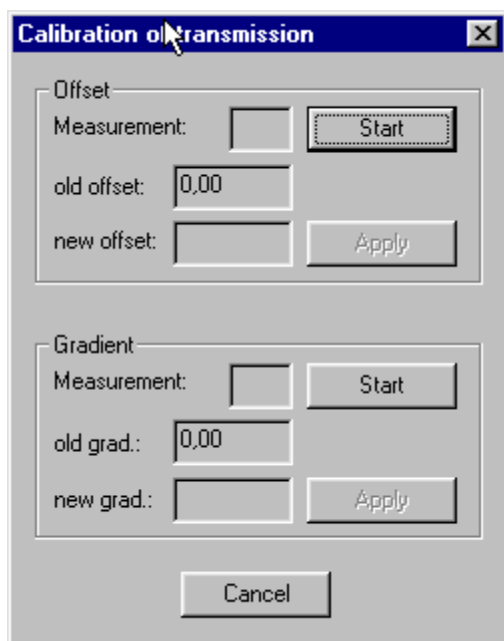 Calibration of transmission
Offset
Measurement:
Start
old offset:
0,00
new offset:
Apply
Gradient
Measurement:
Start
old grad.:
0,00
new grad.:
Apply
Cancel